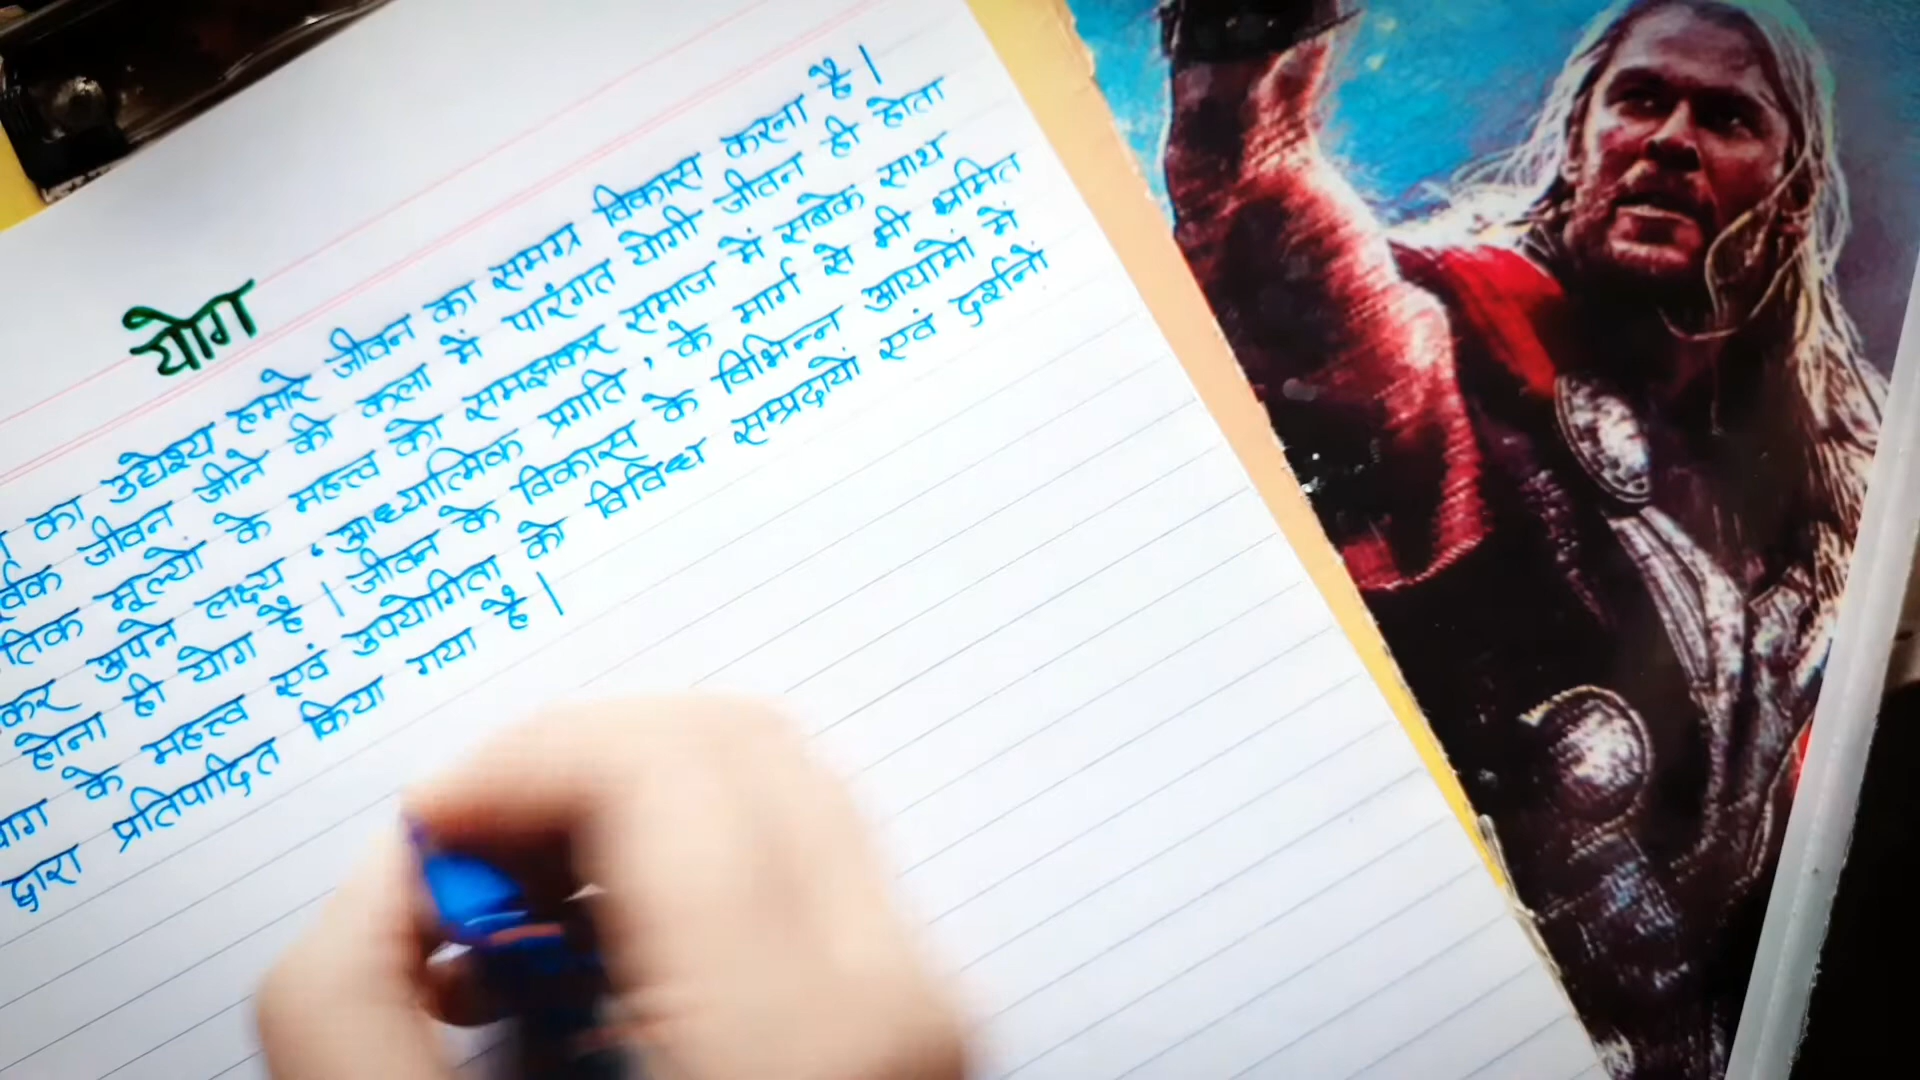 योग
का उद्येश्य हमारे जीवन का समग्र विकास करना है।
जीवन जीने की कला में पारंगत योगी जीवन ही होता
मूल्यों के महत्त्व को समझकर समाज में सबके साथ
अपने लक्ष्य 'आध्यात्मिक प्रगति' के मार्ग से भी भ्रमित
होना ही योग है। जीवन के विकास के विभिन्न आयामों में
के महत्त्व एवं उपयोगिता को विविध सम्प्रदायों एवं दर्शनों
द्वारा प्रतिपादित किया गया है।